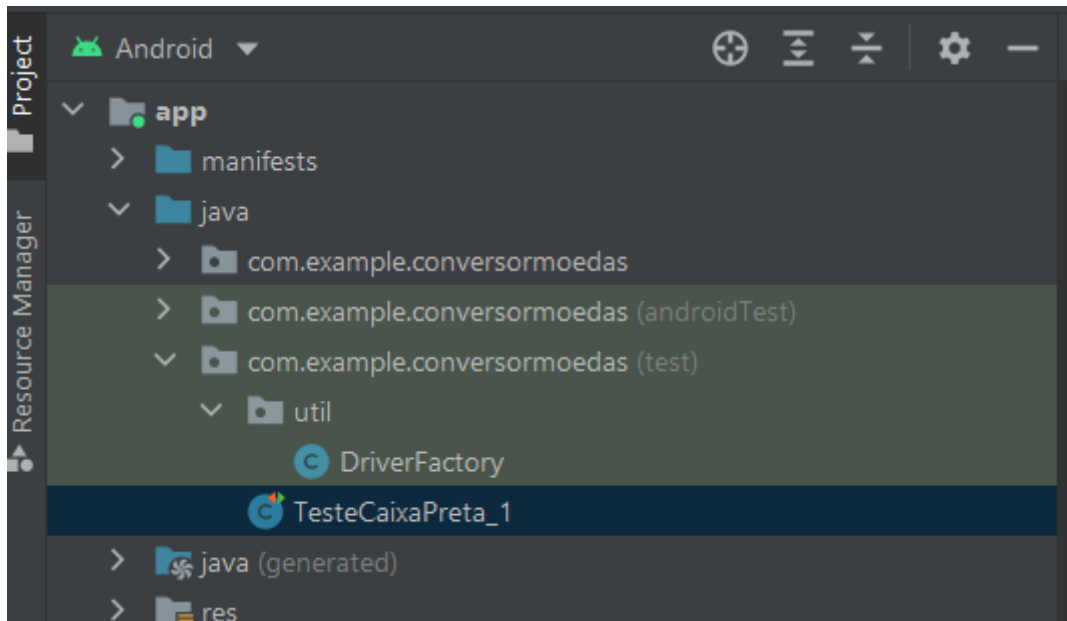 Project
Resource Manager
Android
app
manifests
java
com.example.conversormoedas
com.example.conversormoedas (androidTest)
com.example.conversormoedas (test)
util
DriverFactory
TesteCaixaPreta_1
java (generated)
res